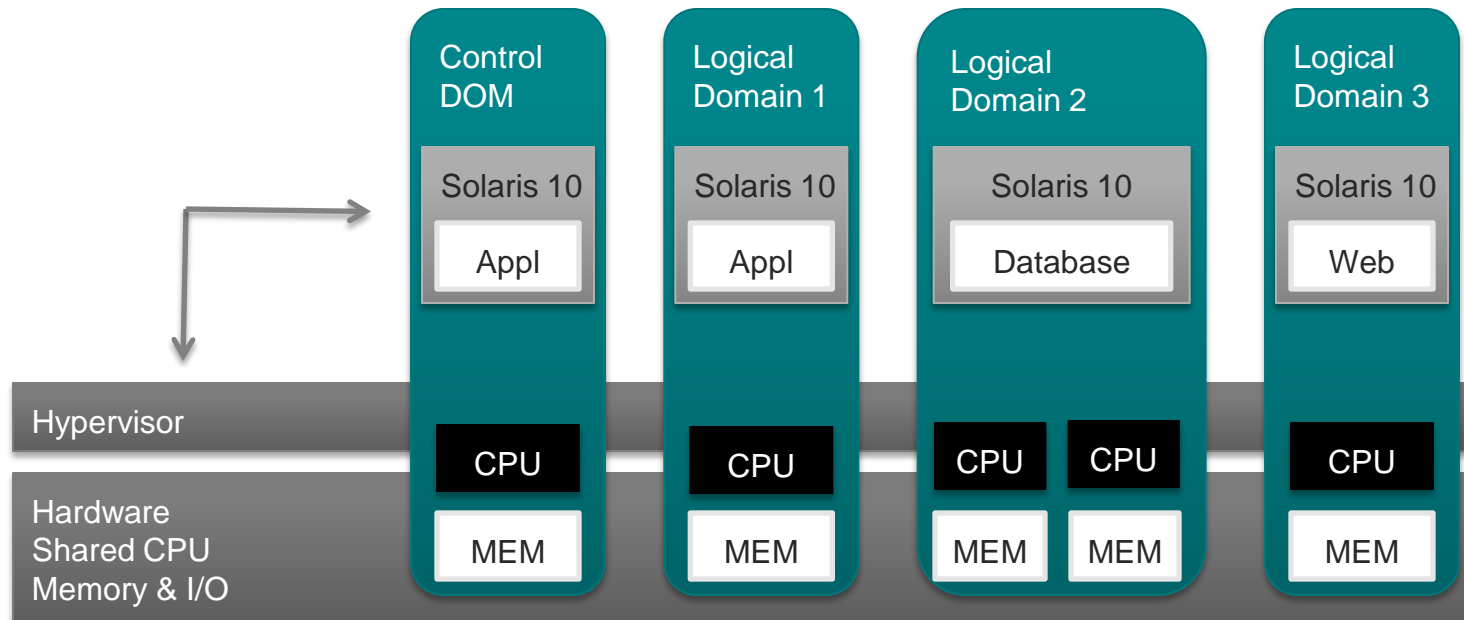 Control
DOM
Logical
Domain 1
Logical
Domain 2
Logical
Domain 3
Solaris 10
Solaris 10
Solaris 10
Solaris 10
Appl
Appl
Database
Web
Hypervisor
CPU
CPU
CPU
CPU
CPU
Hardware
Shared CPU
Memory & I/O
MEM
MEM
MEM
MEM
MEM